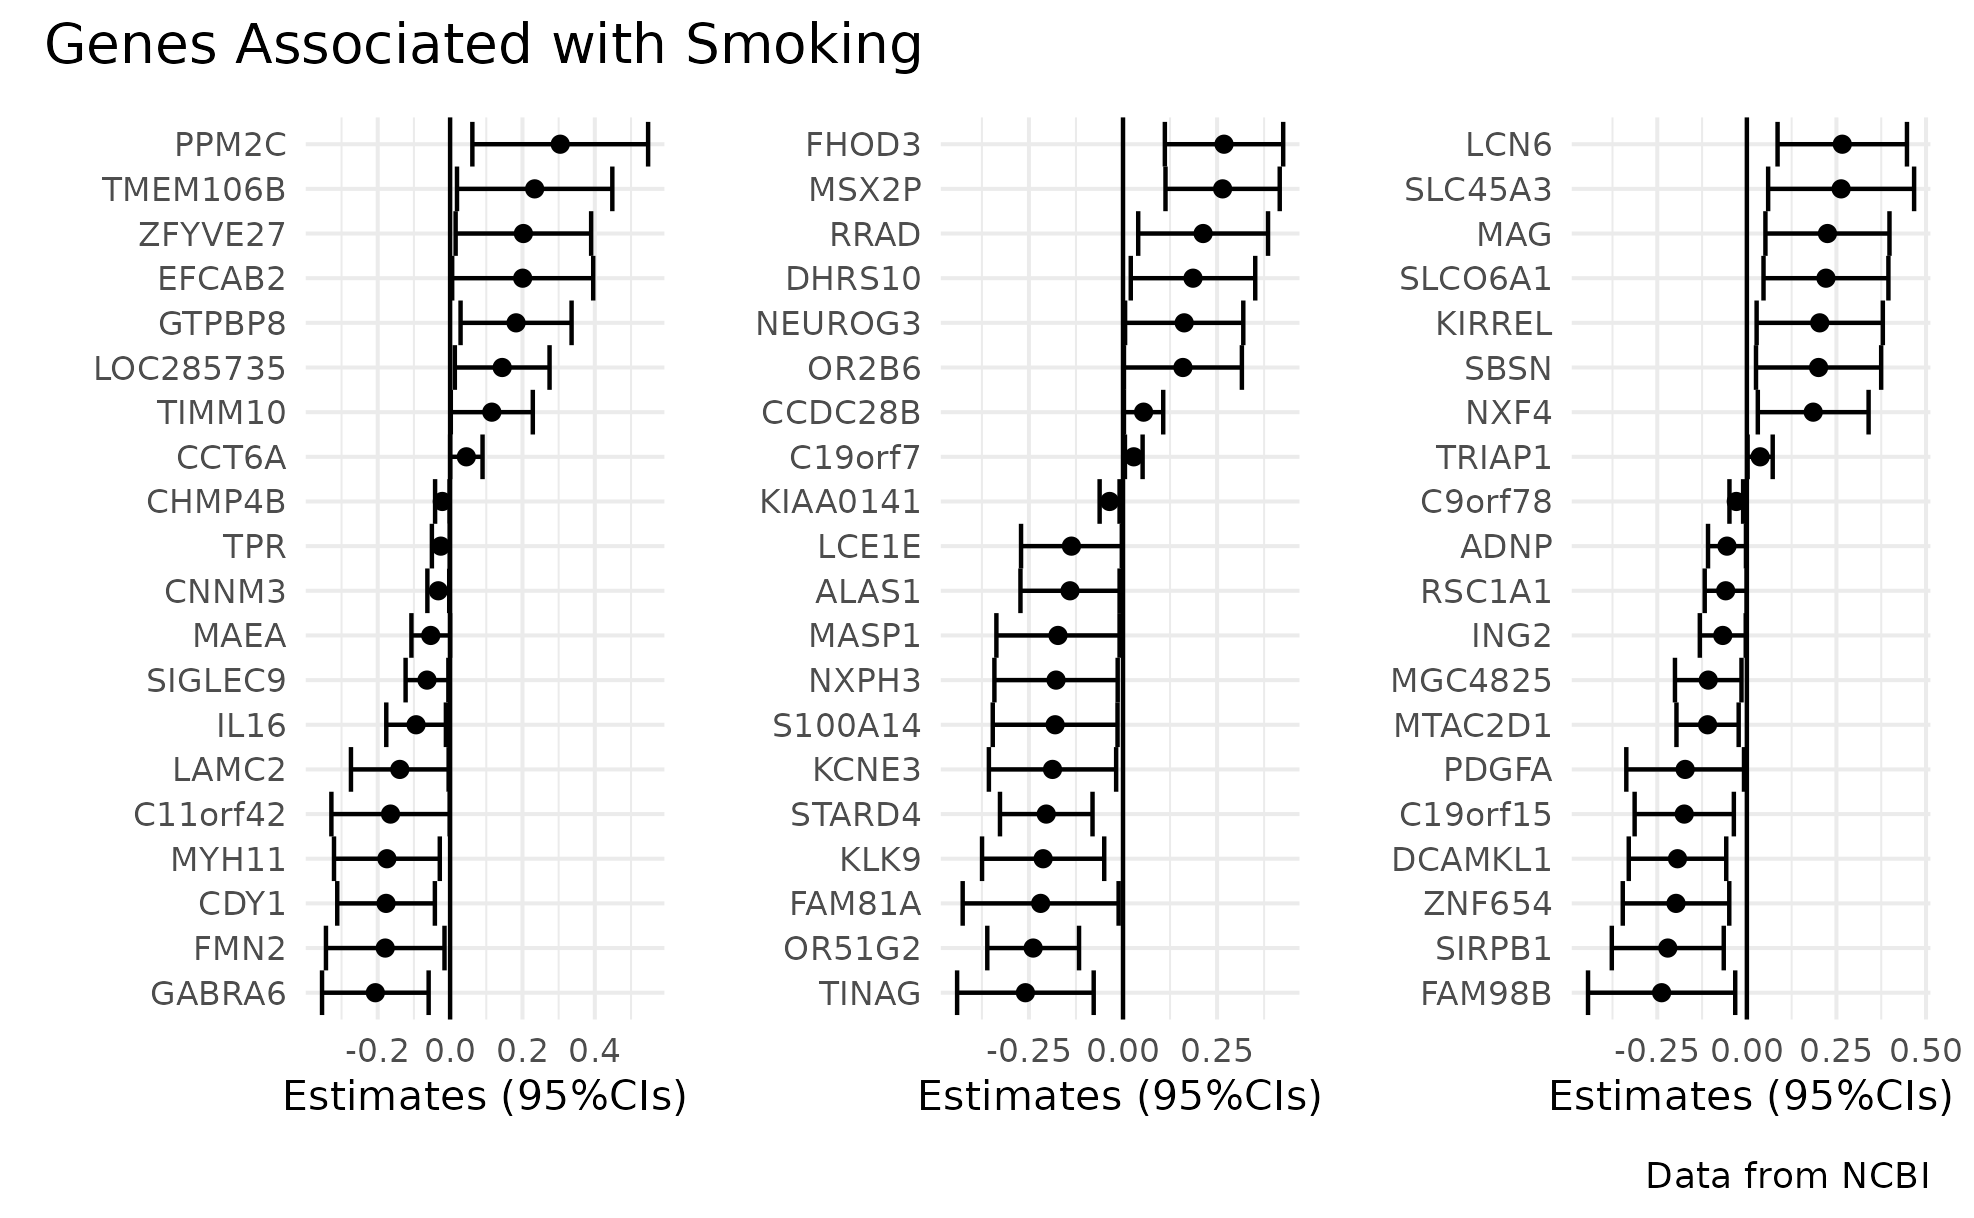 Genes Associated with Smoking
PPM2C
TMEM106B
ZFYVE27
EFCAB2
GTPBP8
LOC285735
TIMM10
CCT6A
CHMP4B
TPR
CNNM3
MAEA
SIGLEC9
IL16
LAMC2
C11orf42
MYH11
CDY1
FMN2
GABRA6
-0.2 0.0 0.2 0.4
Estimates (95%CIs)
FHOD3
MSX2P
RRAD
DHRS10
NEUROG3
OR2B6
CCDC28B
C19orf7
KIAA0141
LCE1E
ALAS1
MASP1
NXPH3
S100A14
KCNE3
STARD4
KLK9
FAM81A
OR51G2
TINAG
-0.25 0.00 0.25
Estimates (95%CIs)
LCN6
SLC45A3
MAG
SLCO6A1
KIRREL
SBSN
NXF4
TRIAP1
C9orf78
ADNP
RSC1A1
ING2
MGC4825
MTAC2D1
PDGFA
C19orf15
DCAMKL1
ZNF654
SIRPB1
FAM98B
-0.25 0.00 0.25 0.50
Estimates (95%CIs)
Data from NCBI